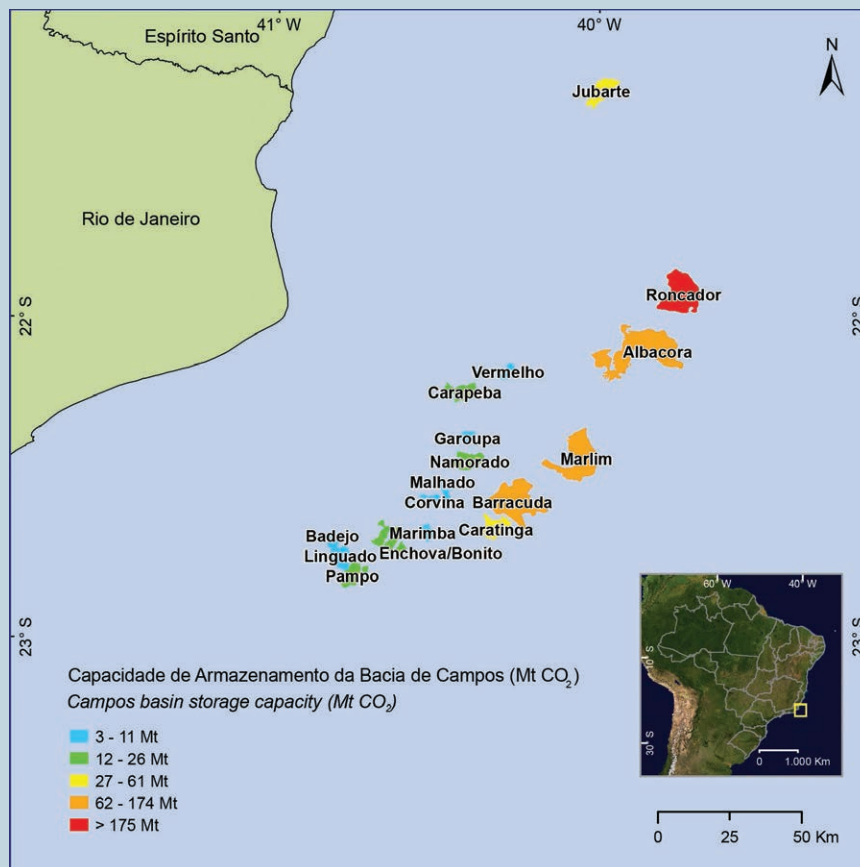 41° W
40° W
Espírito Santo
N
Jubarte
Rio de Janeiro
Roncador
22° S
22° S
Albacora
Vermelho
Carapeba
Garoupa
Marlim
Namorado
Malhado
Corvina
Barracuda
Badejo
Marimba
Caratinga
Linguado
Enchova/Bonito
Pampo
60° W
40° W
23° S
23° S
10° S
30° S
Capacidade de Armazenamento da Bacia de Campos (Mt CO₂)
Campos basin storage capacity (Mt CO₂)
3 - 11 Mt
12 - 26 Mt
27 - 61 Mt
62 - 174 Mt
> 175 Mt
0 1.000 Km
0 25 50 Km